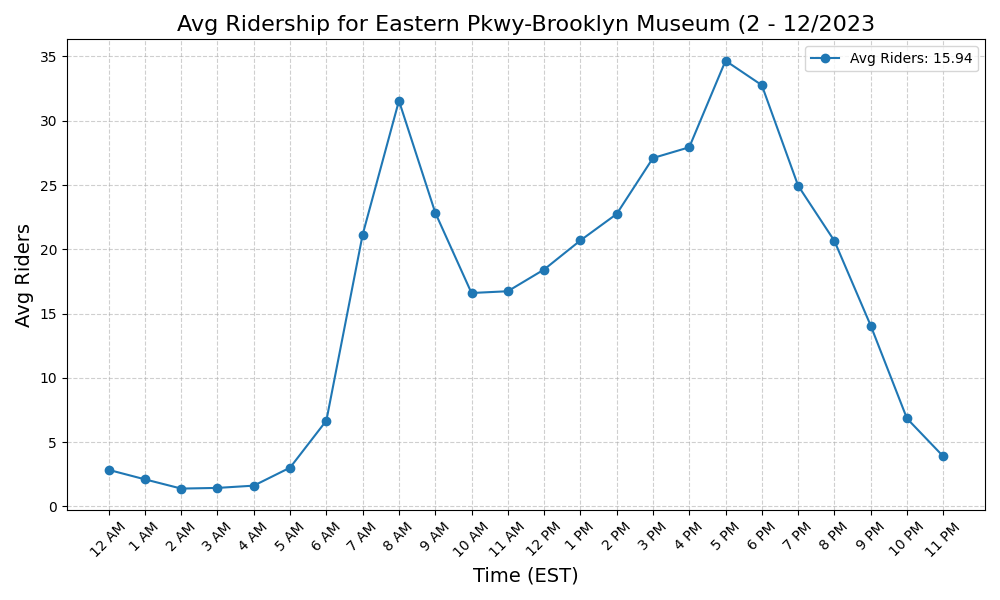 Avg Ridership for Eastern Pkwy-Brooklyn Museum (2 - 12/2023
Avg Riders: 15.94
Avg Riders
35
30
25
20
15
10
5
0
12 AM 1 AM 2 AM 3 AM 4 AM 5 AM 6 AM 7 AM 8 AM 9 AM 10 AM 11 AM 12 PM 1 PM 2 PM 3 PM 4 PM 5 PM 6 PM 7 PM 8 PM 9 PM 10 PM 11 PM
Time (EST)